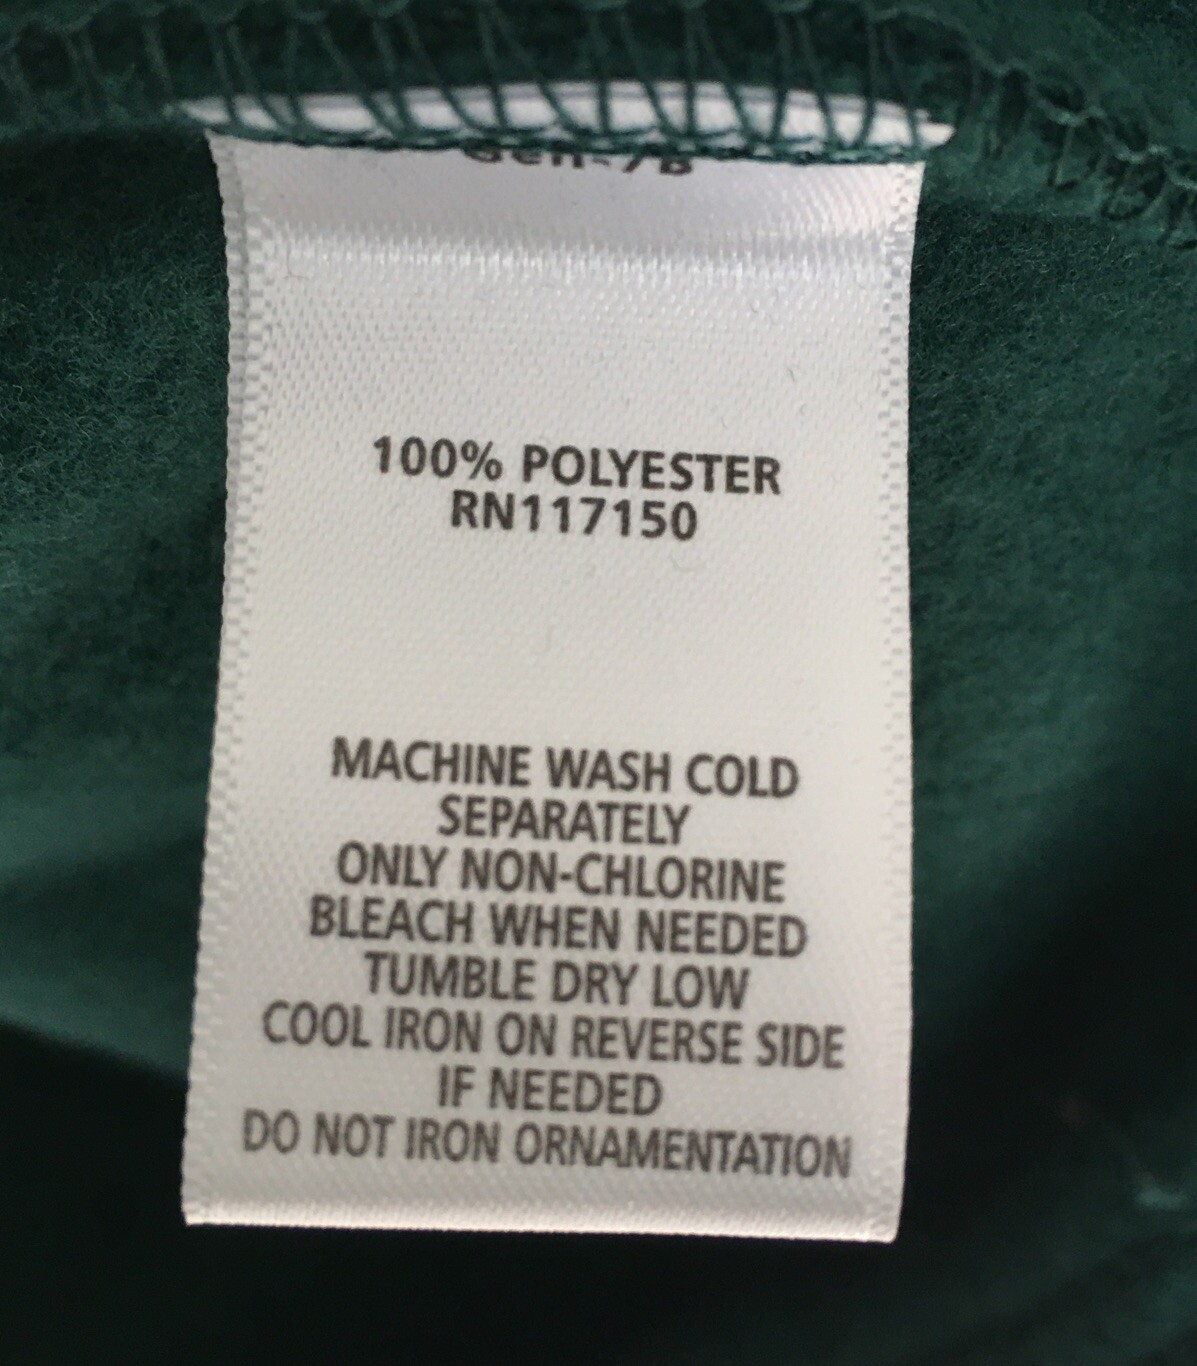 100% POLYESTER
RN117150
MACHINE WASH COLD
SEPARATELY
ONLY NON-CHLORINE
BLEACH WHEN NEEDED
TUMBLE DRY LOW
COOL IRON ON REVERSE SIDE
IF NEEDED
DO NOT IRON ORNAMENTATION